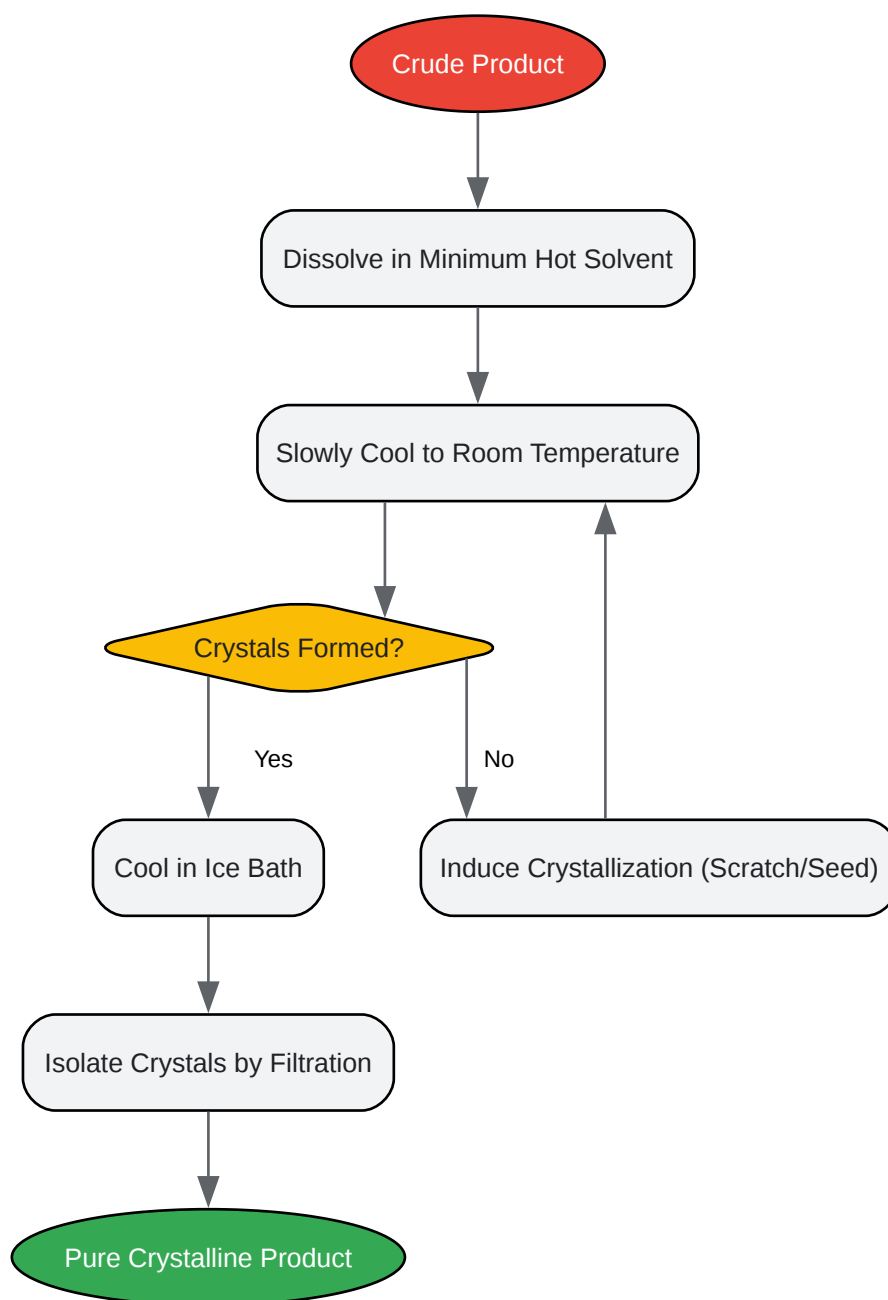 Crude Product
Dissolve in Minimum Hot Solvent
Slowly Cool to Room Temperature
Crystals Formed?
Yes
No
Cool in Ice Bath
Induce Crystallization (Scratch/Seed)
Isolate Crystals by Filtration
Pure Crystalline Product